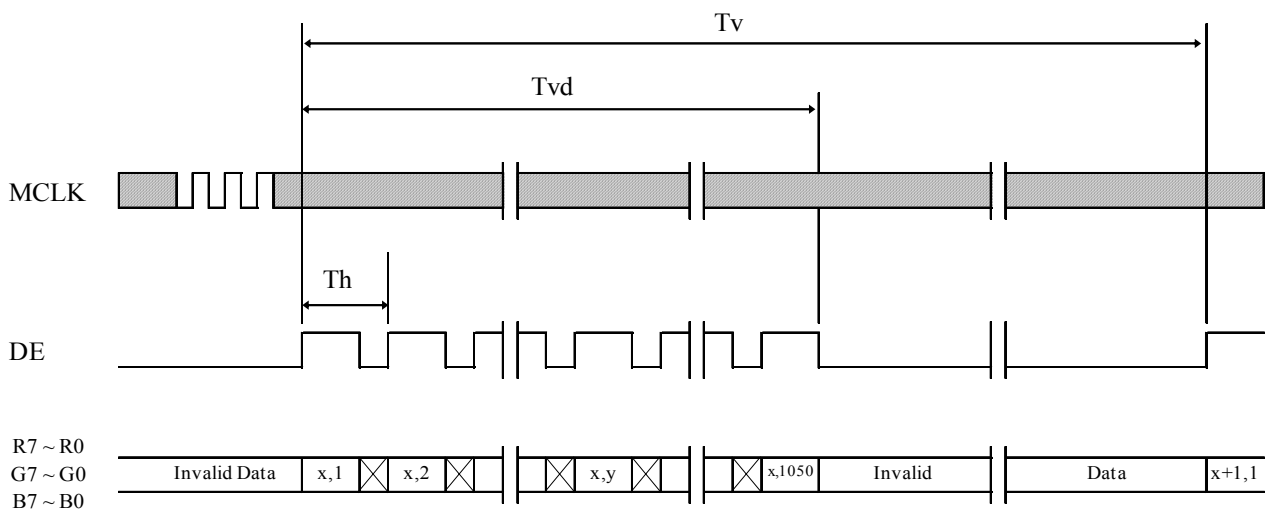 Tv
Tvd
MCLK
Th
DE
R7 ~ R0
G7 ~ G0
B7 ~ B0
Invalid Data x,1 x,2 x,y x,1050 Invalid Data x+1,1